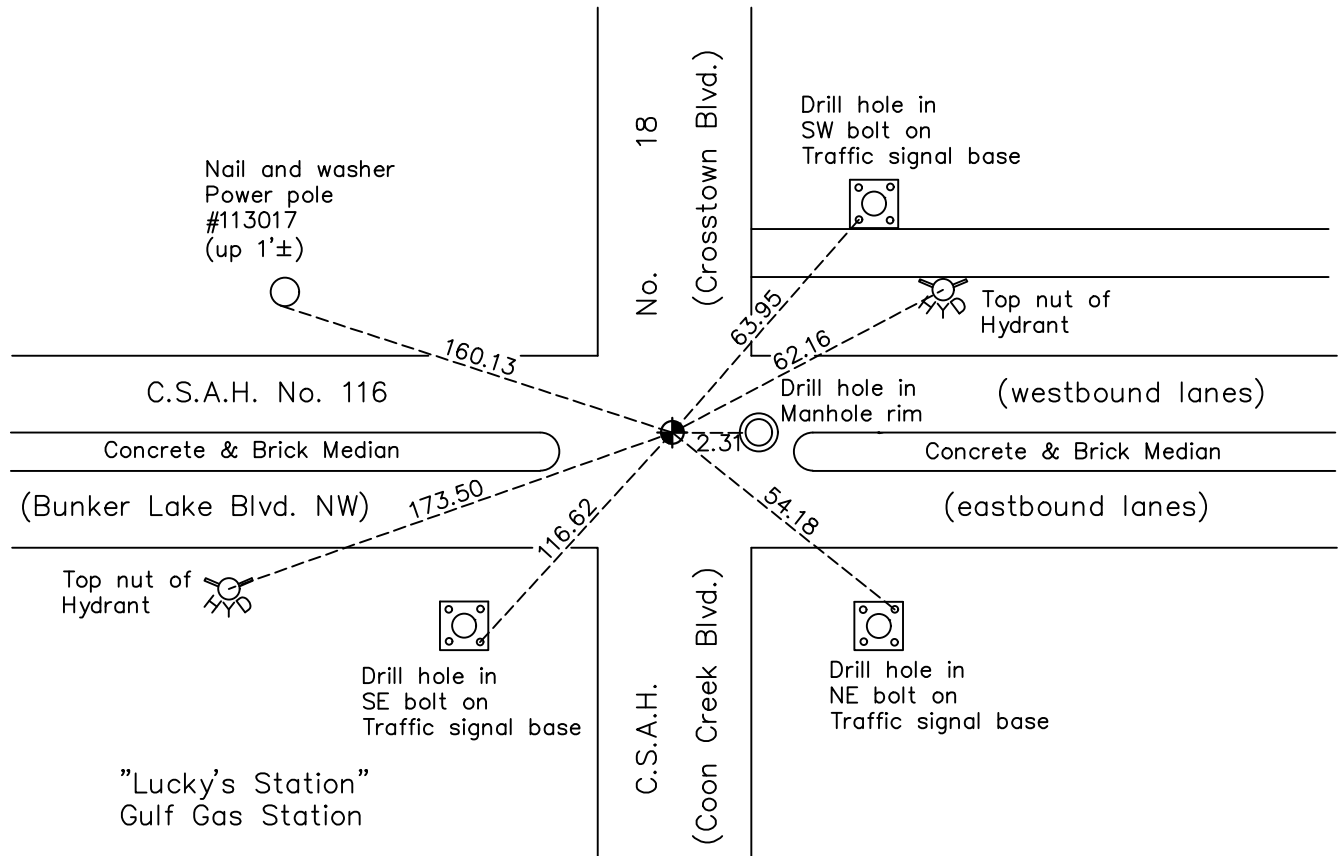 Drill hole in
SW bolt on
Traffic signal base
Nail and washer
Power pole
#113017
(up 1'±)
No. 18
(Crosstown Blvd.)
HYD
Top nut of
Hydrant
63.95
62.16
160.13
Drill hole in
Manhole rim
C.S.A.H. No. 116
(westbound lanes)
2.31
Concrete & Brick Median
Concrete & Brick Median
(Bunker Lake Blvd. NW)
173.50
116.62
54.18
(eastbound lanes)
Top nut of
Hydrant
HYD
Drill hole in
SE bolt on
Traffic signal base
C.S.A.H.
(Coon Creek Blvd.)
Drill hole in
NE bolt on
Traffic signal base
"Lucky's Station"
Gulf Gas Station